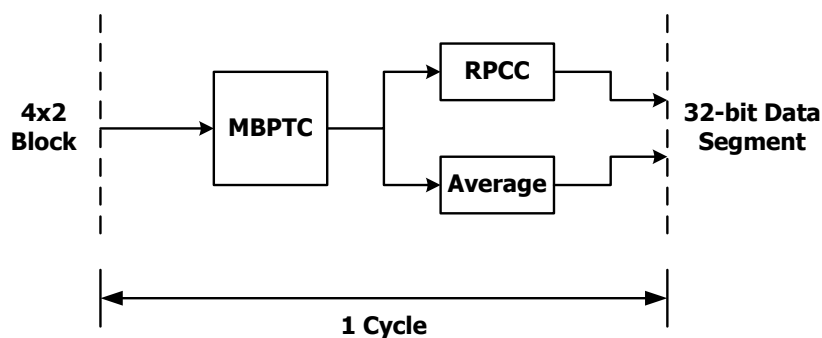 4x2
Block
MBPTC
RPCC
Average
32-bit Data
Segment
1 Cycle